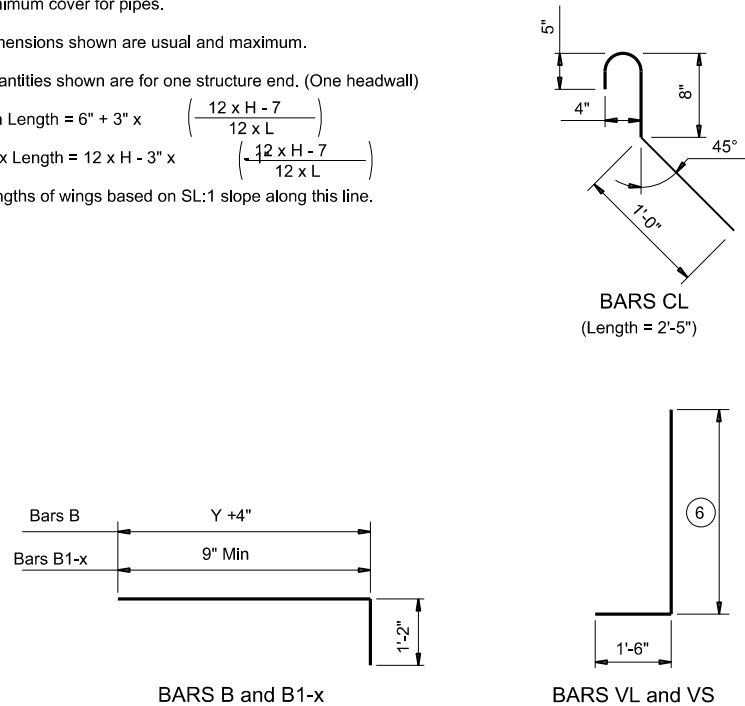 nimum cover for pipes.
mensions shown are usual and maximum.
antities shown are for one structure end. (One headwall)
n Length = 6" + 3" x ( 12 x H - 7 / 12 x L )
x Length = 12 x H - 3" x ( 12 x H - 7 / 12 x L ) - 1"
ngths of wings based on SL:1 slope along this line.
5"
4"
8"
45°
1'-0"
BARS CL
(Length = 2'-5")
Bars B
Y +4"
Bars B1-x
9" Min
1'-2"
BARS B and B1-x
6
1'-6"
BARS VL and VS